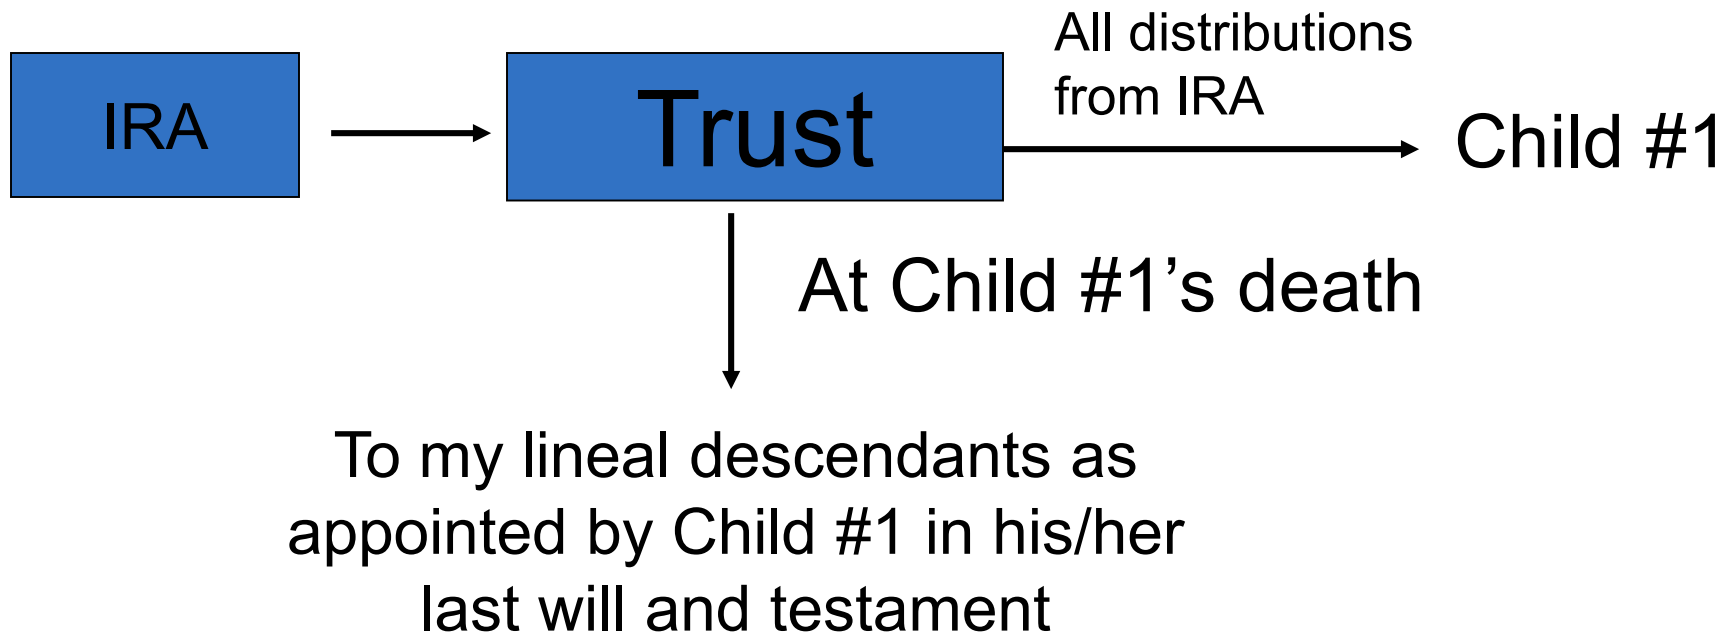 IRA
Trust
All distributions
from IRA
Child #1
At Child #1’s death
To my lineal descendants as
appointed by Child #1 in his/her
last will and testament